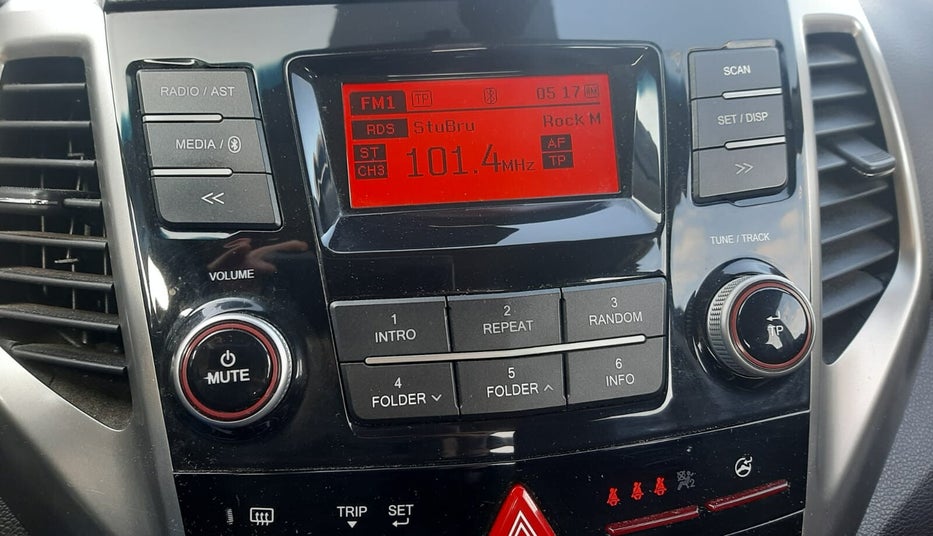 RADIO / AST
MEDIA /
<<
FM1 TP 05 17 AM
RDS StuBru Rock M
ST 101.4MHz AF
CH3 TP
SCAN
SET / DISP
>>
VOLUME
MUTE
1 INTRO
2 REPEAT
3 RANDOM
4 FOLDER
5 FOLDER
6 INFO
TUNE / TRACK
TP
TRIP SET